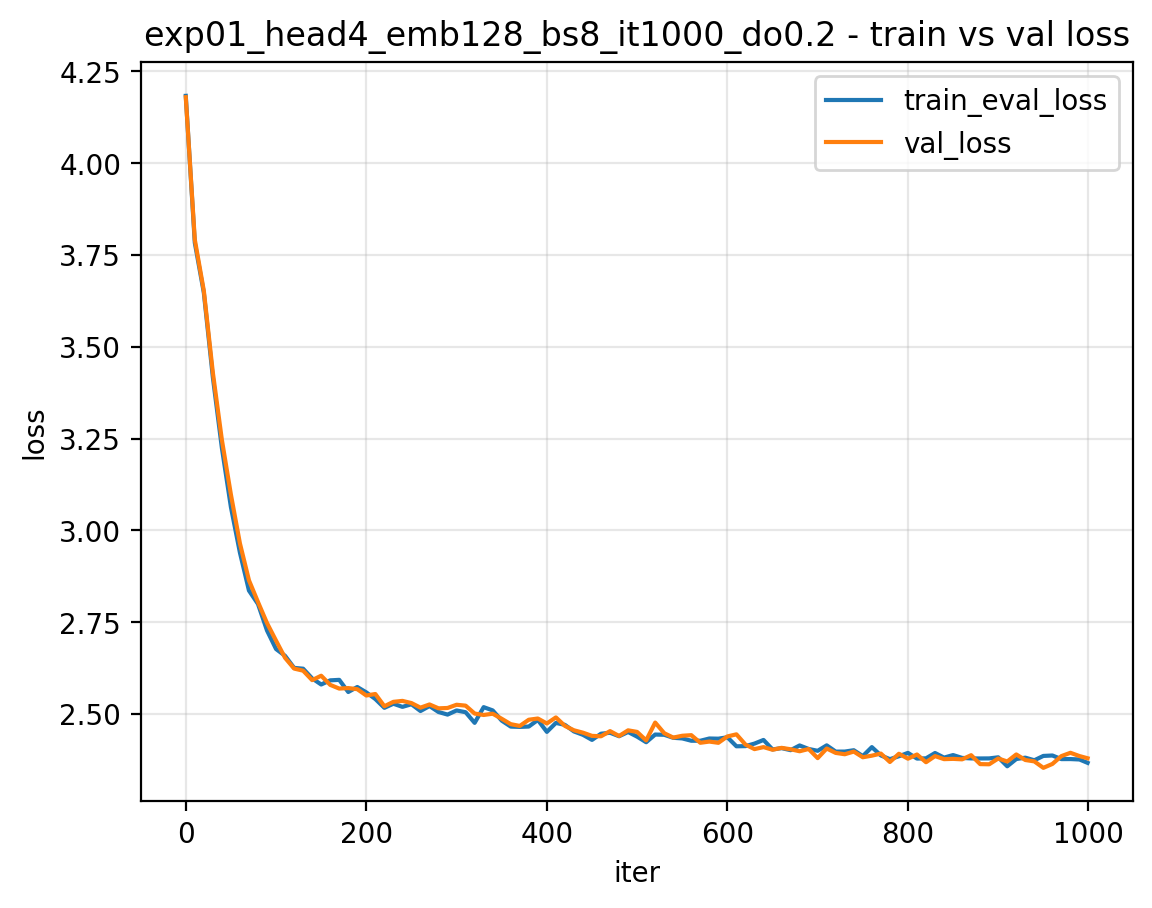 exp01_head4_emb128_bs8_it1000_do0.2 - train vs val loss
train_eval_loss
val_loss
4.25
4.00
3.75
3.50
3.25
3.00
2.75
2.50
loss
0
200
400
600
800
1000
iter